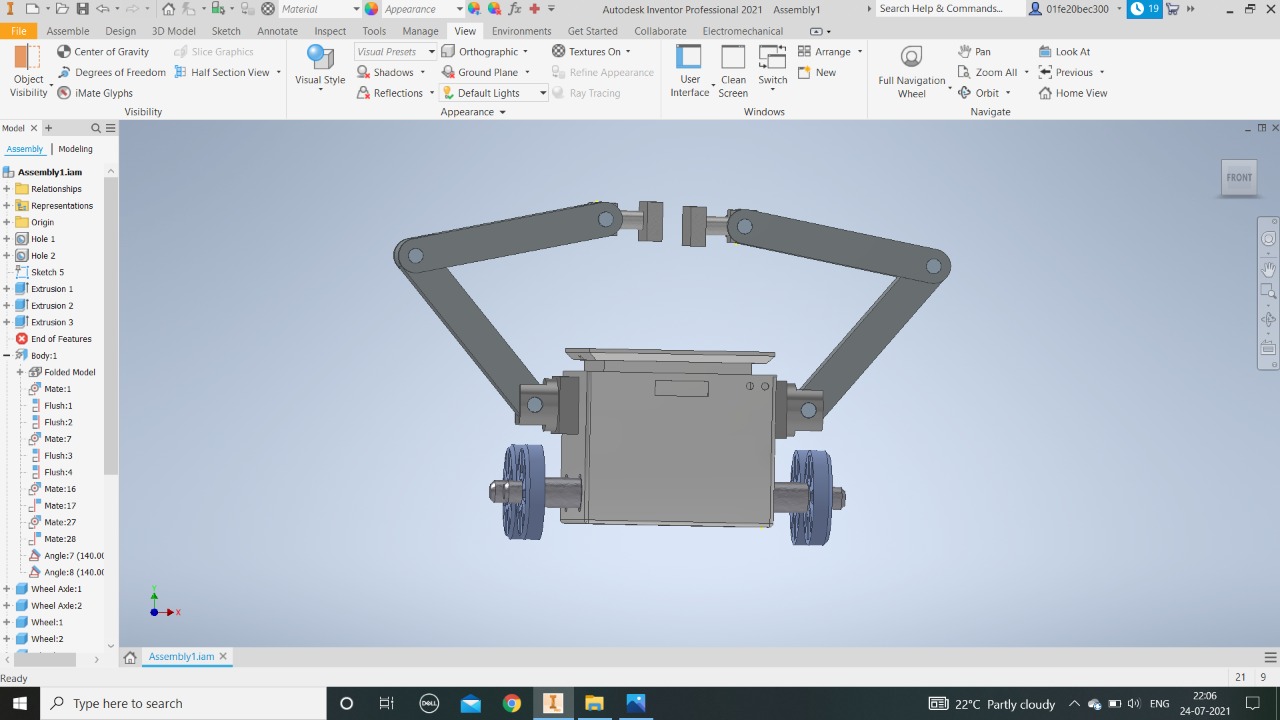 Material
Appearance
Autodesk Inventor Professional 2021 Assembly1
Search Help & Commands...
01fe20bec300
19
File Assemble Design 3D Model Sketch Annotate Inspect Tools Manage View Environments Get Started Collaborate Electromechanical
Object Visibility
Center of Gravity
Degrees of Freedom
iMate Glyphs
Slice Graphics
Half Section View
Visibility
Visual Style
Visual Presets
Shadows
Reflections
Orthographic
Ground Plane
Default Lights
Textures On
Refine Appearance
Ray Tracing
Appearance
User Interface
Clean Screen
Switch
Arrange
New
Windows
Full Navigation Wheel
Pan
Zoom All
Orbit
Look At
Previous
Home View
Navigate
Model
Assembly | Modeling
Assembly1.iam
Relationships
Representations
Origin
Hole 1
Hole 2
Sketch 5
Extrusion 1
Extrusion 2
Extrusion 3
End of Features
Body:1
Folded Model
Mate:1
Flush:1
Flush:2
Mate:7
Flush:3
Flush:4
Mate:16
Mate:17
Mate:27
Mate:28
Angle:7 (140.00
Angle:8 (140.00
Wheel Axle:1
Wheel Axle:2
Wheel:1
Wheel:2
FRONT
Y
X
Assembly1.iam
Ready
21 9
Type here to search
DELL
22°C Partly cloudy
ENG
22:06
24-07-2021